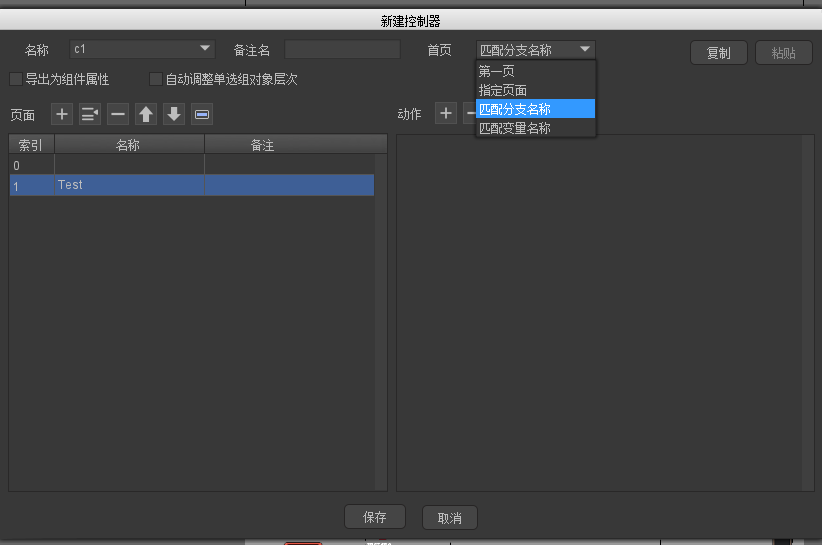 新建控制器
名称 c1 备注名 首页 匹配分支名称 复制 粘贴
第一页
指定页面
匹配分支名称
匹配变量名称
导出为组件属性 自动调整单选组对象层次
页面 动作
索引 名称 备注
0
1 Test
保存 取消